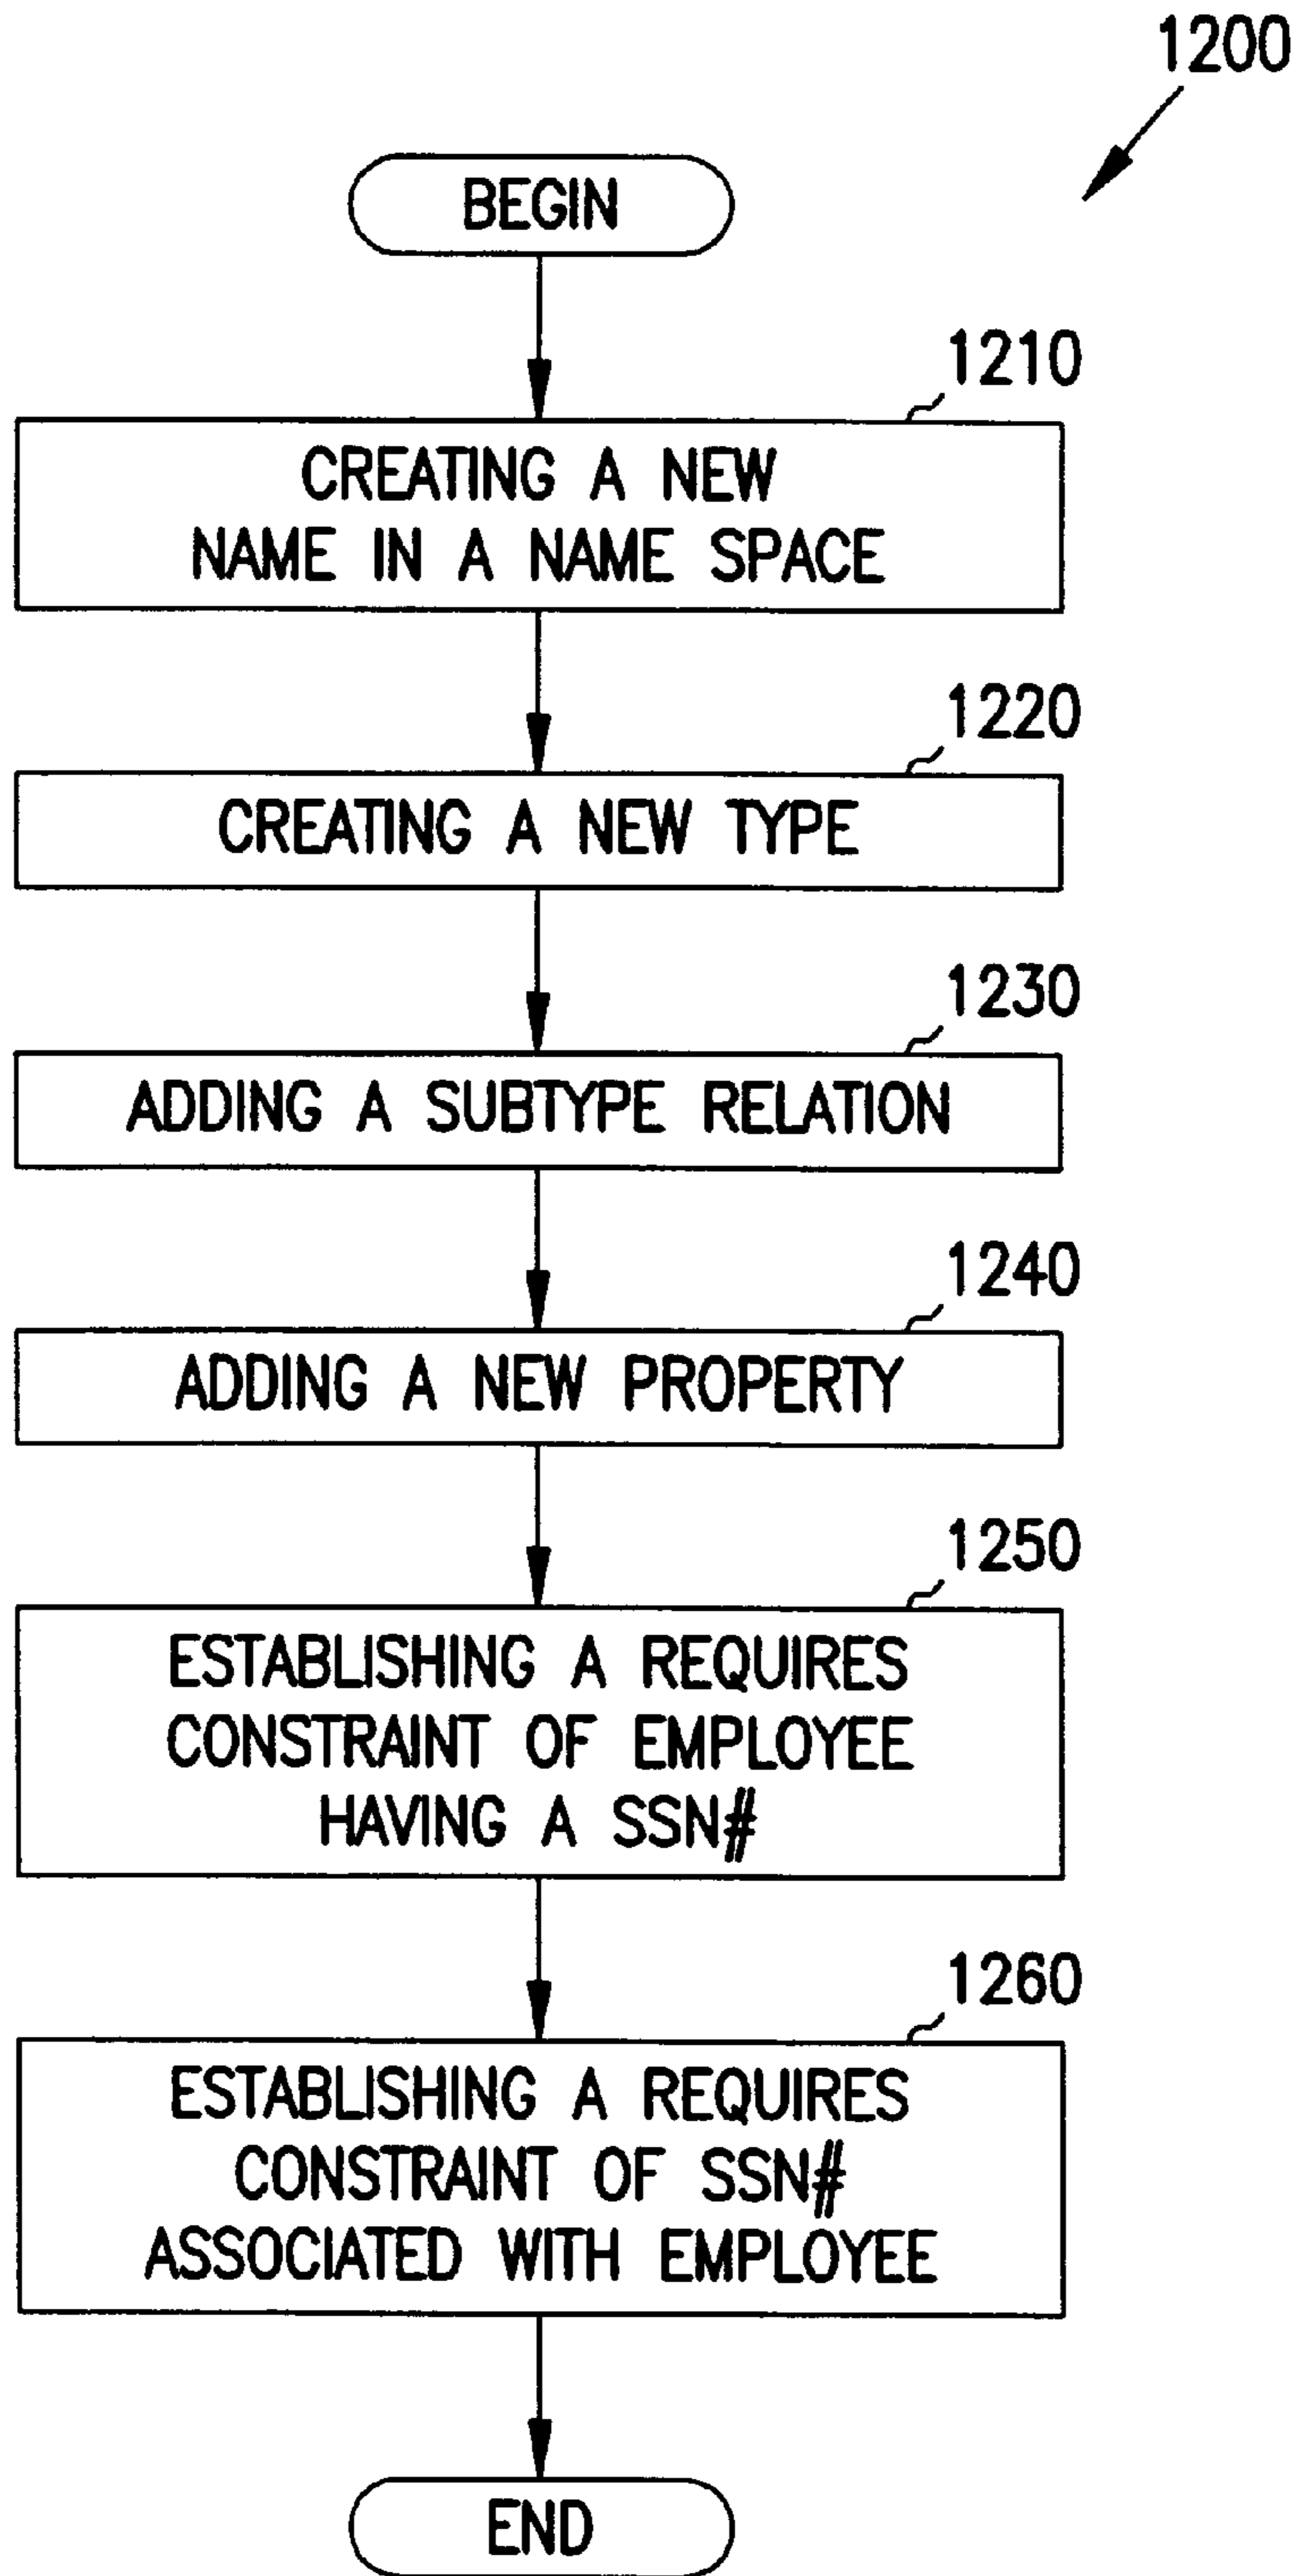 1200
BEGIN
1210
CREATING A NEW
NAME IN A NAME SPACE
1220
CREATING A NEW TYPE
1230
ADDING A SUBTYPE RELATION
1240
ADDING A NEW PROPERTY
1250
ESTABLISHING A REQUIRES
CONSTRAINT OF EMPLOYEE
HAVING A SSN#
1260
ESTABLISHING A REQUIRES
CONSTRAINT OF SSN#
ASSOCIATED WITH EMPLOYEE
END